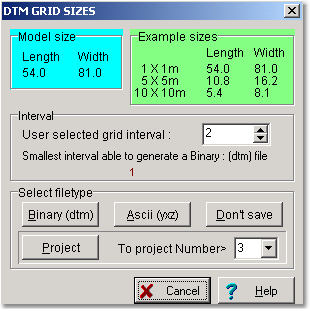 DTM GRID SIZES
Model size
Length Width
54.0 81.0
Example sizes
Length Width
1 X 1m 54.0 81.0
5 X 5m 10.8 16.2
10 X 10m 5.4 8.1
Interval
User selected grid interval : 2
Smallest interval able to generate a Binary : (dtm) file
1
Select filetype
Binary (dtm) Ascii (yxz) Don't save
Project To project Number> 3
Cancel Help